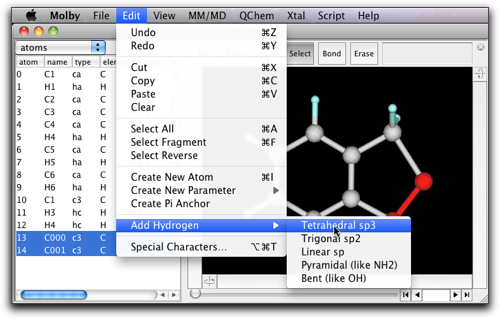 Molby File Edit View MM/MD QChem Xtal Script Help
atoms
Select Bond Erase
atom name type ele
0 C1 ca C
1 H1 ha H
2 C2 ca C
3 C3 ca C
4 C4 ca C
5 H4 ha H
6 C5 ca C
7 H5 ha H
8 C6 ca C
9 H6 ha H
10 C1 c3 C
11 H3 hc H
12 H4 hc H
13 C000 c3 C
14 C001 c3 C
Undo ⌘Z
Redo ⌘Y
Cut ⌘X
Copy ⌘C
Paste ⌘V
Clear
Select All ⌘A
Select Fragment ⌘F
Select Reverse
Create New Atom ⌘I
Create New Parameter
Create Pi Anchor
Add Hydrogen
Special Characters... ⌥⌘T
Tetrahedral sp3
Trigonal sp2
Linear sp
Pyramidal (like NH2)
Bent (like OH)